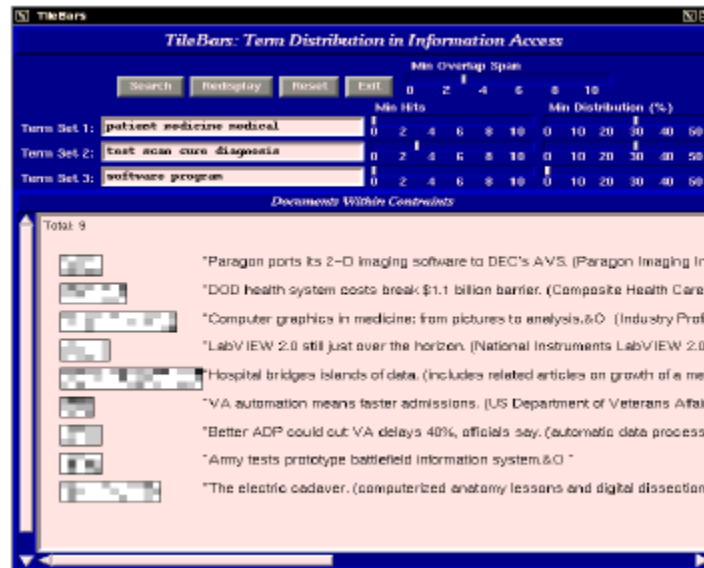 TileBars
TileBars: Term Distribution in Information Access
Min Overlap Span
Search Redisplay Reset Exit
0 2 4 6 8 10
Min Hits Min Distribution (%)
Term Set 1: patient medicine medical 0 2 4 6 8 10 0 10 20 30 40 50
Term Set 2: test scan cure diagnosis 0 2 4 6 8 10 0 10 20 30 40 50
Term Set 3: software program 0 2 4 6 8 10 0 10 20 30 40 50
Documents Within Contraints
Total: 9
"Paragon ports its 2-D imaging software to DEC's AVS. (Paragon Imaging In
"DOD health system costs break $1.1 billion barrier. (Composite Health Care
"Computer graphics in medicine: from pictures to analysis.&O (Industry Prof
"LabVIEW 2.0 still just over the horizon. (National Instruments LabVIEW 2.0
"Hospital bridges islands of data. (includes related articles on growth of a me
"VA automation means faster admissions. (US Department of Veterans Affai
"Better ADP could cut VA delays 40%, officials say. (automatic data process
"Army tests prototype battlefield information system.&O "
"The electric cadaver. (computerized anatomy lessons and digital dissection